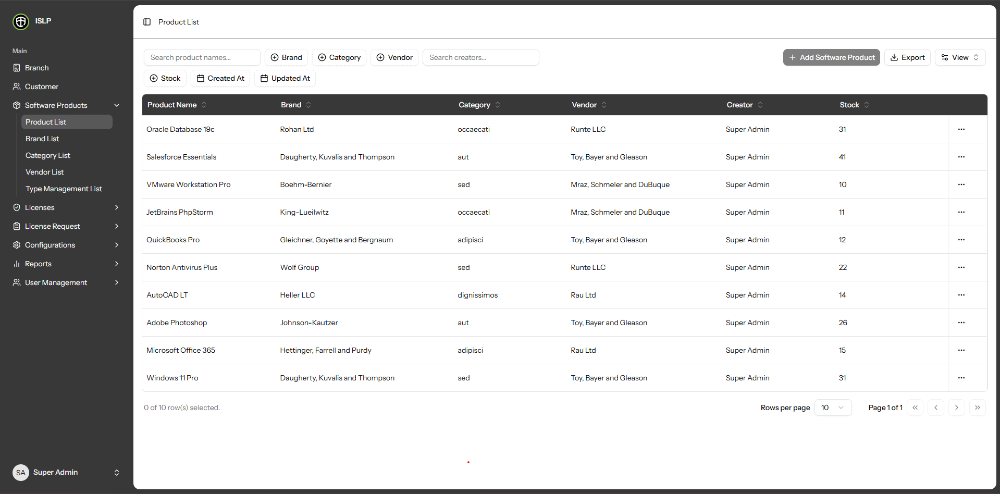 ISLP
Main
Branch
Customer
Software Products
Product List
Brand List
Category List
Vendor List
Type Management List
Licenses
License Request
Configurations
Reports
User Management
SA Super Admin
Product List
Search product names... Brand Category Vendor Search creators... Add Software Product Export View
Stock Created At Updated At
Product Name Brand Category Vendor Creator Stock
Oracle Database 19c Rohan Ltd occaecati Runte LLC Super Admin 31 ...
Salesforce Essentials Daugherty, Kuvalis and Thompson aut Toy, Bayer and Gleason Super Admin 41 ...
VMware Workstation Pro Boehm-Bernier sed Mraz, Schmeler and DuBuque Super Admin 10 ...
JetBrains PhpStorm King-Lueilwitz occaecati Mraz, Schmeler and DuBuque Super Admin 11 ...
QuickBooks Pro Gleichner, Goyette and Bergnaum adipisci Toy, Bayer and Gleason Super Admin 12 ...
Norton Antivirus Plus Wolf Group sed Runte LLC Super Admin 22 ...
AutoCAD LT Heller LLC dignissimos Rau Ltd Super Admin 14 ...
Adobe Photoshop Johnson-Kautzer aut Toy, Bayer and Gleason Super Admin 26 ...
Microsoft Office 365 Hettinger, Farrell and Purdy adipisci Rau Ltd Super Admin 15 ...
Windows 11 Pro Daugherty, Kuvalis and Thompson sed Toy, Bayer and Gleason Super Admin 31 ...
0 of 10 row(s) selected. Rows per page 10 Page 1 of 1